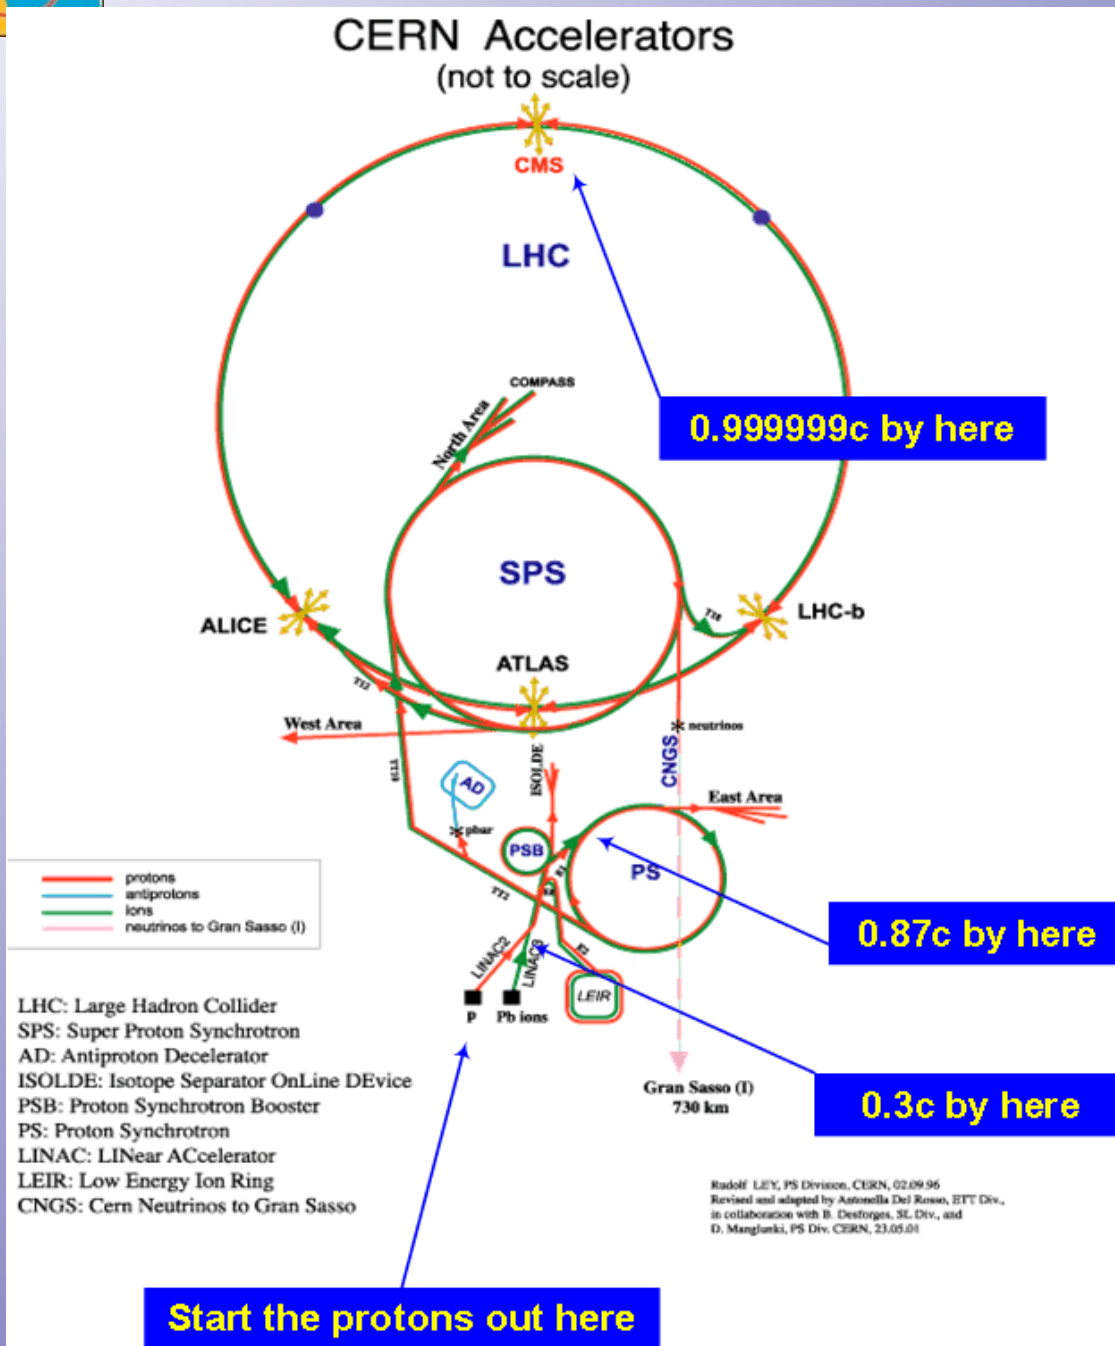 CERN Accelerators
(not to scale)
CMS
LHC
0.999999c by here
COMPASS
North Area
SPS
TI8
LHC-b
ALICE
ATLAS
TI2
West Area
neutrinos
CNGS
ISOLDE
TT10
AD
East Area
pbar
PSB
PS
protons
antiprotons
ions
neutrinos to Gran Sasso (I)
TT2
E2
0.87c by here
LINAC2
LINAC3
LEIR
p
Pb ions
LHC: Large Hadron Collider
SPS: Super Proton Synchrotron
AD: Antiproton Decelerator
ISOLDE: Isotope Separator OnLine DEvice
PSB: Proton Synchrotron Booster
PS: Proton Synchrotron
LINAC: LINear ACcelerator
LEIR: Low Energy Ion Ring
CNGS: Cern Neutrinos to Gran Sasso
Gran Sasso (I)
730 km
0.3c by here
Rudolf LEY, PS Division, CERN, 02.09.96
Revised and adapted by Antonella Del Rosso, ETT Div.,
in collaboration with B. Desforges, SL Div., and
D. Manglunki, PS Div. CERN, 23.05.01
Start the protons out here